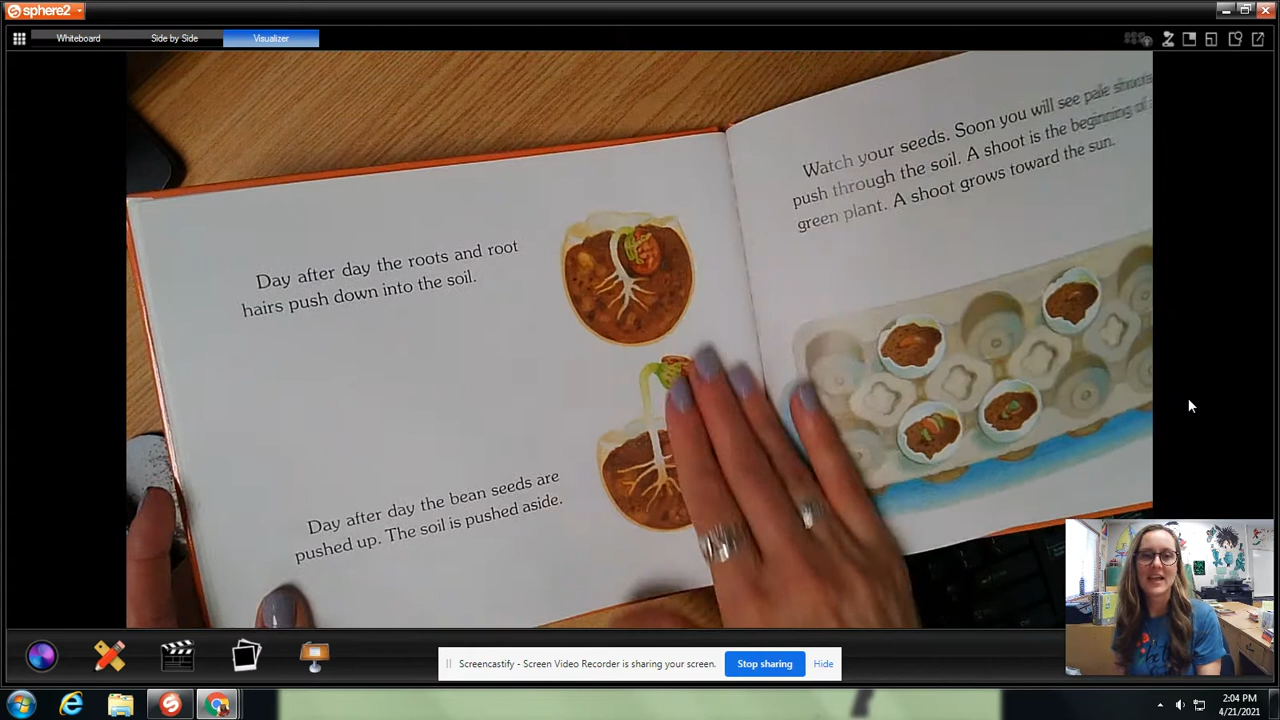 sphere2
Whiteboard
Side by Side
Visualizer
Day after day the roots and root
hairs push down into the soil.
Day after day the bean seeds are
pushed up. The soil is pushed aside.
Watch your seeds. Soon you will see pale shoots
push through the soil. A shoot is the beginning of a
green plant. A shoot grows toward the sun.
Screencastify - Screen Video Recorder is sharing your screen.
Stop sharing
Hide
2:04 PM
4/21/2021